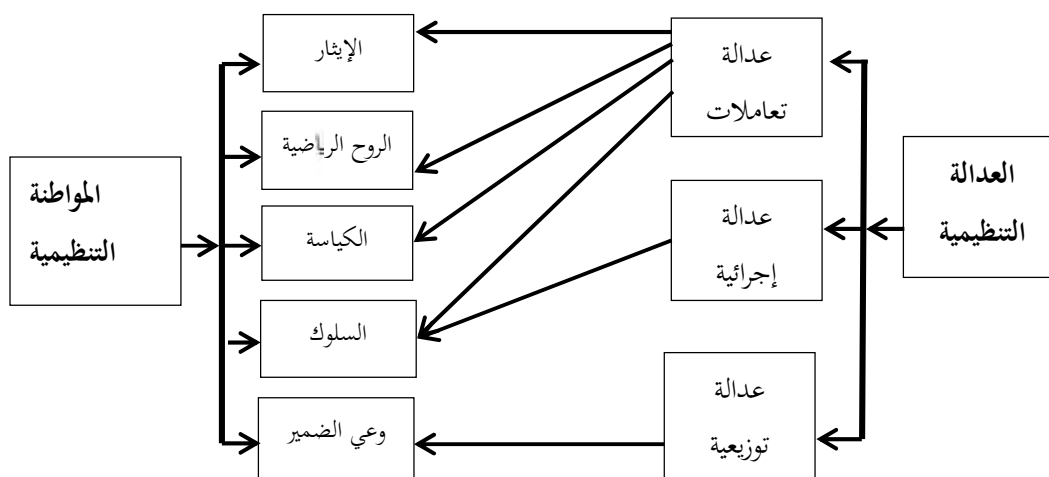 العدالة
التنظيمية
عدالة
تعاملات
عدالة
إجرائية
عدالة
توزيعية
الإيثار
الروح الرياضية
الكياسة
السلوك
وعي الضمير
المواطنة
التنظيمية